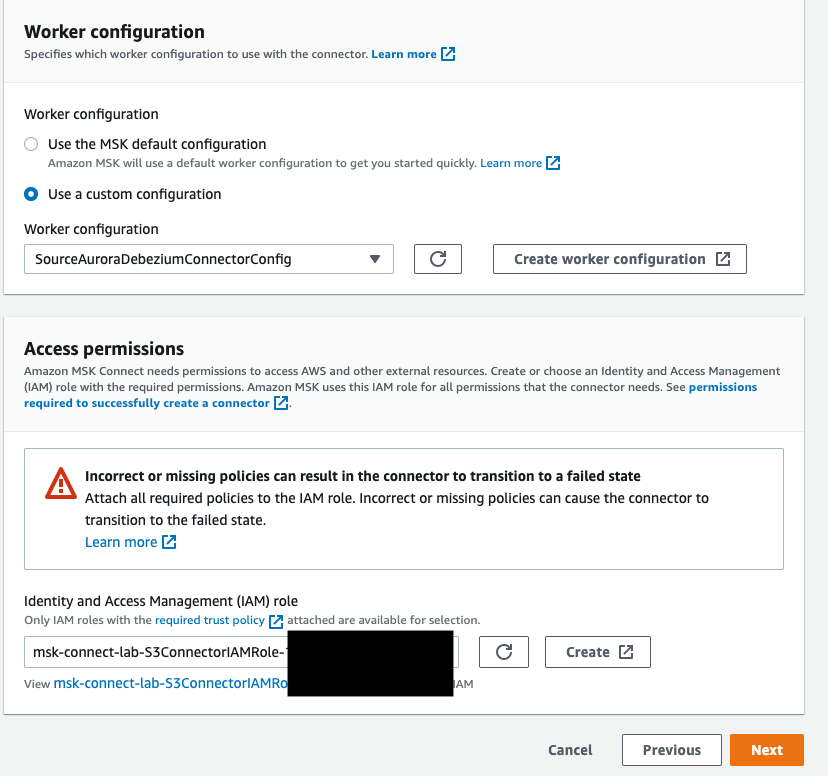 Worker configuration
Specifies which worker configuration to use with the connector. Learn more
Worker configuration
Use the MSK default configuration
Amazon MSK will use a default worker configuration to get you started quickly. Learn more
Use a custom configuration
Worker configuration
SourceAuroraDebeziumConnectorConfig
Create worker configuration
Access permissions
Amazon MSK Connect needs permissions to access AWS and other external resources. Create or choose an Identity and Access Management
(IAM) role with the required permissions. Amazon MSK uses this IAM role for all permissions that the connector needs. See permissions
required to successfully create a connector.
Incorrect or missing policies can result in the connector to transition to a failed state
Attach all required policies to the IAM role. Incorrect or missing policies can cause the connector to
transition to the failed state.
Learn more
Identity and Access Management (IAM) role
Only IAM roles with the required trust policy attached are available for selection.
msk-connect-lab-S3ConnectorIAMRole-
Create
View msk-connect-lab-S3ConnectorIAMRo IAM
Cancel Previous Next